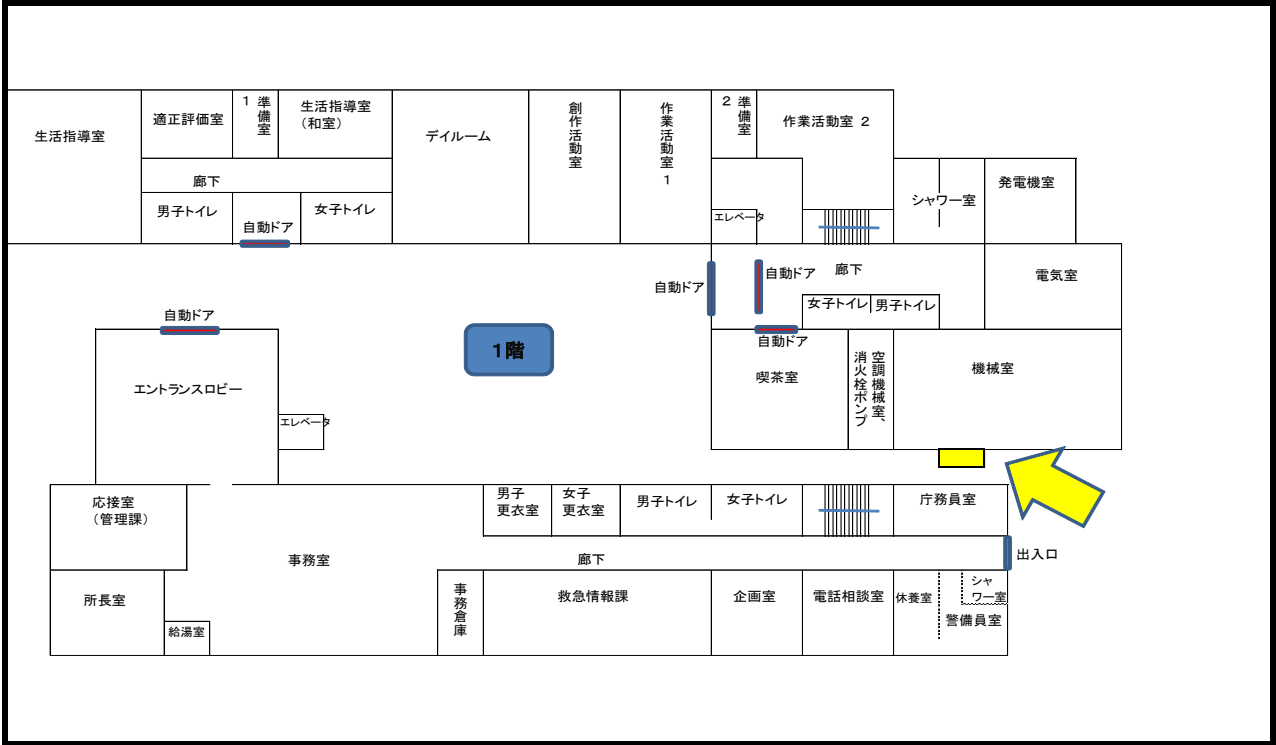 生活指導室
適正評価室
1 準備室
生活指導室
（和室）
デイルーム
創作活動室
作業活動室 1
2 準備室
作業活動室 2
廊下
男子トイレ
自動ドア
女子トイレ
エレベータ
シャワー室
発電機室
自動ドア
自動ドア
廊下
電気室
女子トイレ
男子トイレ
自動ドア
エントランスロビー
エレベータ
1階
自動ドア
喫茶室
空調機械室、
消火栓ポンプ
機械室
応接室
（管理課）
男子
更衣室
女子
更衣室
男子トイレ
女子トイレ
庁務員室
事務室
廊下
出入口
所長室
給湯室
事務倉庫
救急情報課
企画室
電話相談室
休養室
シャ
ワー室
警備員室